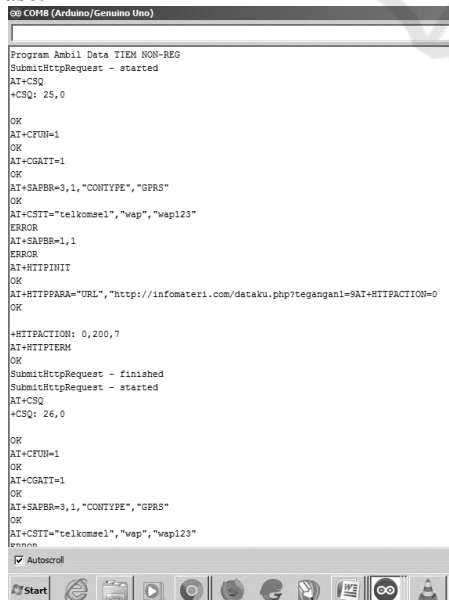 COM8 (Arduino/Genuino Uno)
Program Ambil Data TIEM NON-REG
SubmitHttpRequest - started
AT+CSQ
+CSQ: 25,0
OK
AT+CFUN=1
OK
AT+CGATT=1
OK
AT+SAPBR=3,1,"CONTYPE","GPRS"
OK
AT+CSTT="telkomsel","wap","wap123"
ERROR
AT+SAPBR=1,1
ERROR
AT+HTTPINIT
OK
AT+HTTPPARA="URL","http://infomateri.com/dataku.php?tegangan1=9AT+HTTPACTION=0
OK
+HTTPACTION: 0,200,7
AT+HTTPTERM
OK
SubmitHttpRequest - finished
SubmitHttpRequest - started
AT+CSQ
+CSQ: 26,0
OK
AT+CFUN=1
OK
AT+CGATT=1
OK
AT+SAPBR=3,1,"CONTYPE","GPRS"
OK
AT+CSTT="telkomsel","wap","wap123"
ERROR
Autoscroll
Start